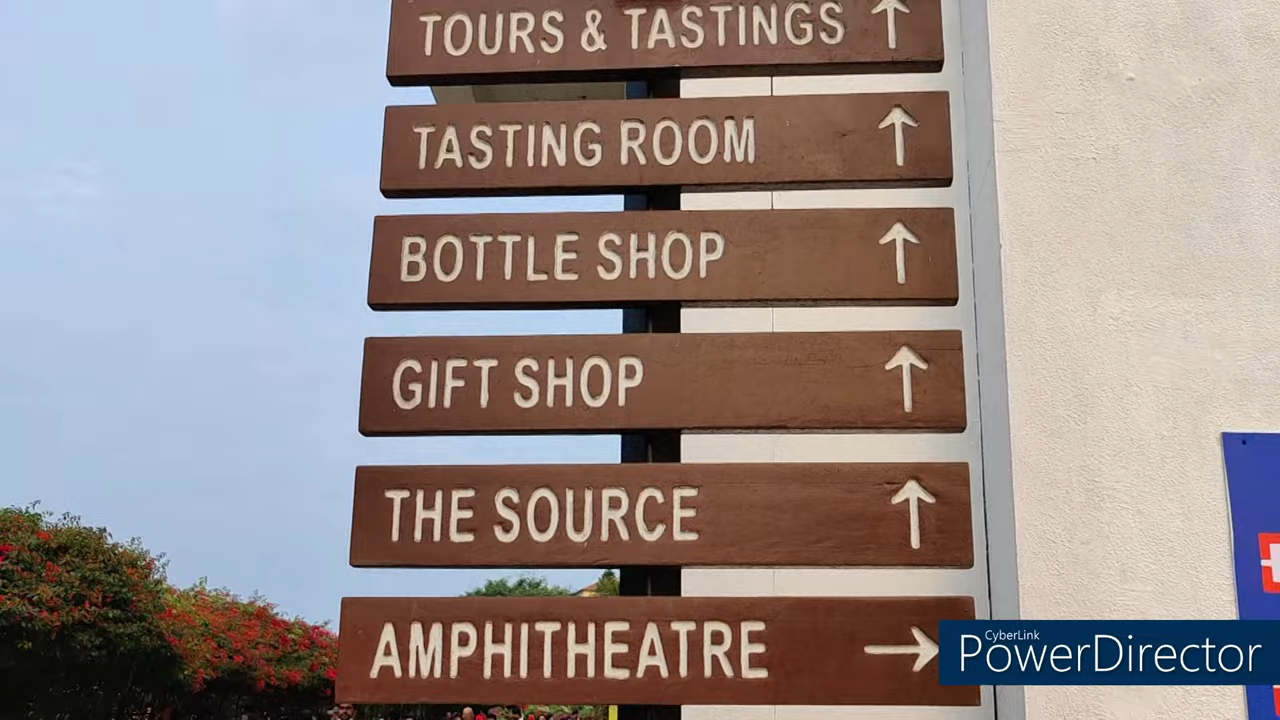 TOURS & TASTINGS
TASTING ROOM
BOTTLE SHOP
GIFT SHOP
THE SOURCE
AMPHITHEATRE
CyberLink
PowerDirector